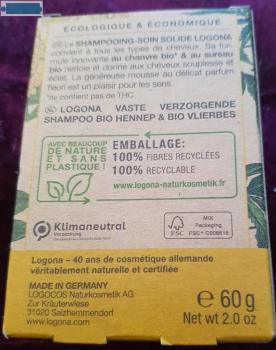 ÉCOLOGIQUE & ÉCONOMIQUE
Le SHAMPOOING-SOIN SOLIDE LOGONA
convient à tous les types de cheveux. Sa for-
mule innovante au chanvre bio* & au sureau
bio nettoie et donne aux cheveux souplesse et
éclat. La généreuse mousse au délicat parfum
fleuri est un plaisir pour les sens.
*ne contient pas de THC
LOGONA VASTE VERZORGENDE
SHAMPOO BIO HENNEP & BIO VLIERBES
AVEC BEAUCOUP
DE NATURE
ET SANS
PLASTIQUE !
EMBALLAGE:
100% FIBRES RECYCLÉES
100% RECYCLABLE
www.logona-naturkosmetik.fr
Klimaneutral
Verpackung
FSC
MIX
Packaging
Logona – 40 ans de cosmétique allemande
véritablement naturelle et certifiée
MADE IN GERMANY
LOGOCOS Naturkosmetik AG
Zur Kräuterwiese
31020 Salzhemmendorf
www.logona.com
e 60 g
Net wt 2.0 oz